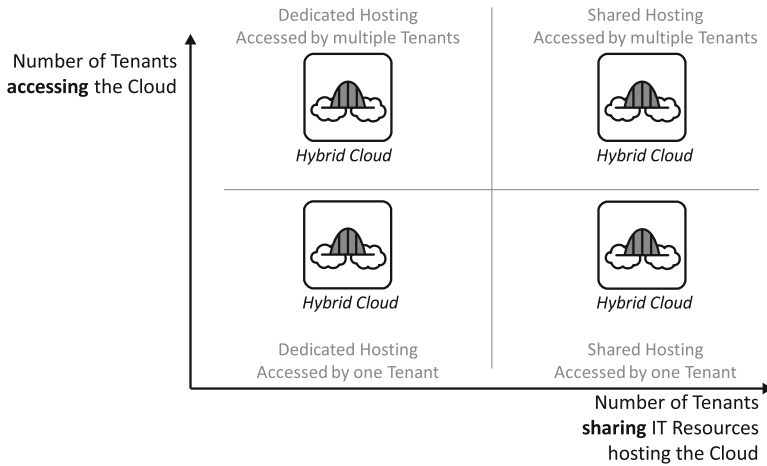 Dedicated Hosting
Accessed by multiple Tenants
Shared Hosting
Accessed by multiple Tenants
Number of Tenants
accessing the Cloud
Hybrid Cloud
Hybrid Cloud
Hybrid Cloud
Hybrid Cloud
Dedicated Hosting
Accessed by one Tenant
Shared Hosting
Accessed by one Tenant
Number of Tenants
sharing IT Resources
hosting the Cloud